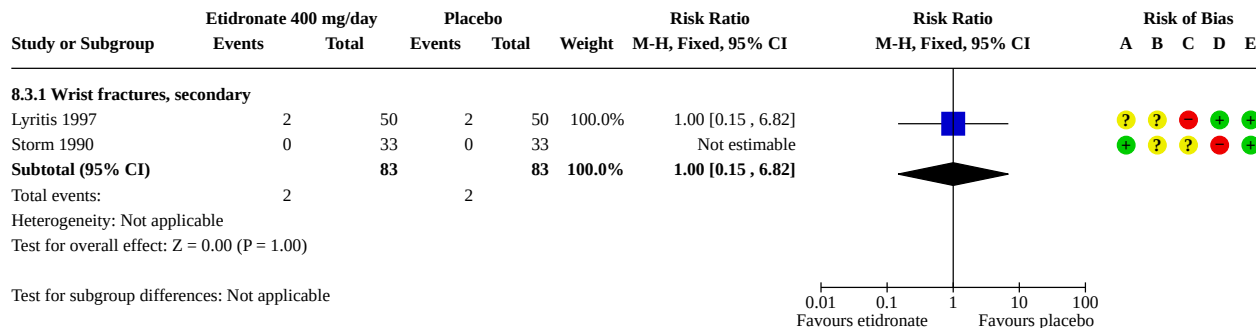 Etidronate 400 mg/day Placebo Risk Ratio Risk Ratio Risk of Bias
Study or Subgroup Events Total Events Total Weight M-H, Fixed, 95% CI M-H, Fixed, 95% CI A B C D E
8.3.1 Wrist fractures, secondary
Lyritis 1997 2 50 2 50 100.0% 1.00 [0.15 , 6.82] ? ? − + +
Storm 1990 0 33 0 33 Not estimable + ? ? − +
Subtotal (95% CI) 83 83 100.0% 1.00 [0.15 , 6.82]
Total events: 2 2
Heterogeneity: Not applicable
Test for overall effect: Z = 0.00 (P = 1.00)
Test for subgroup differences: Not applicable
0.01 0.1 1 10 100
Favours etidronate Favours placebo